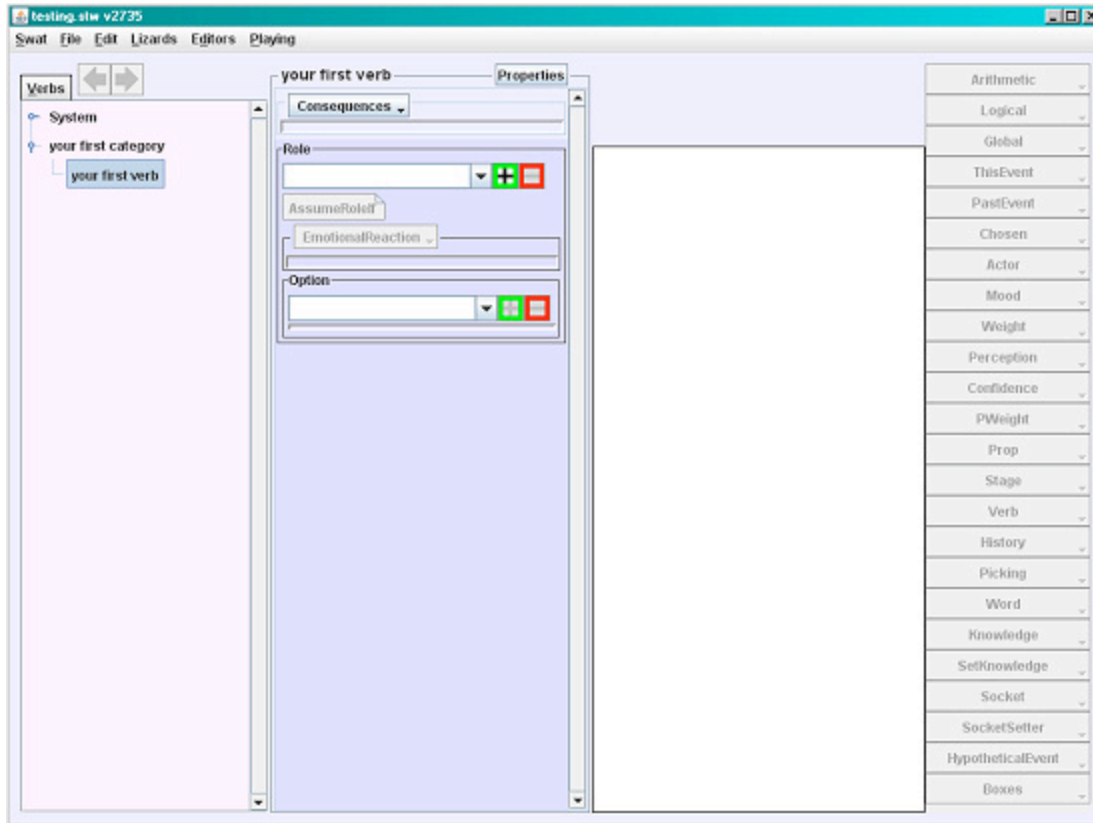 testing.stw v2735
Swat File Edit Lizards Editors Playing
Verbs
System
your first category
your first verb
your first verb
Properties
Consequences
Role
AssumeRoleIf
EmotionalReaction
Option
Arithmetic
Logical
Global
ThisEvent
PastEvent
Chosen
Actor
Mood
Weight
Perception
Confidence
PWeight
Prop
Stage
Verb
History
Picking
Word
Knowledge
SetKnowledge
Socket
SocketSetter
HypotheticalEvent
Boxes